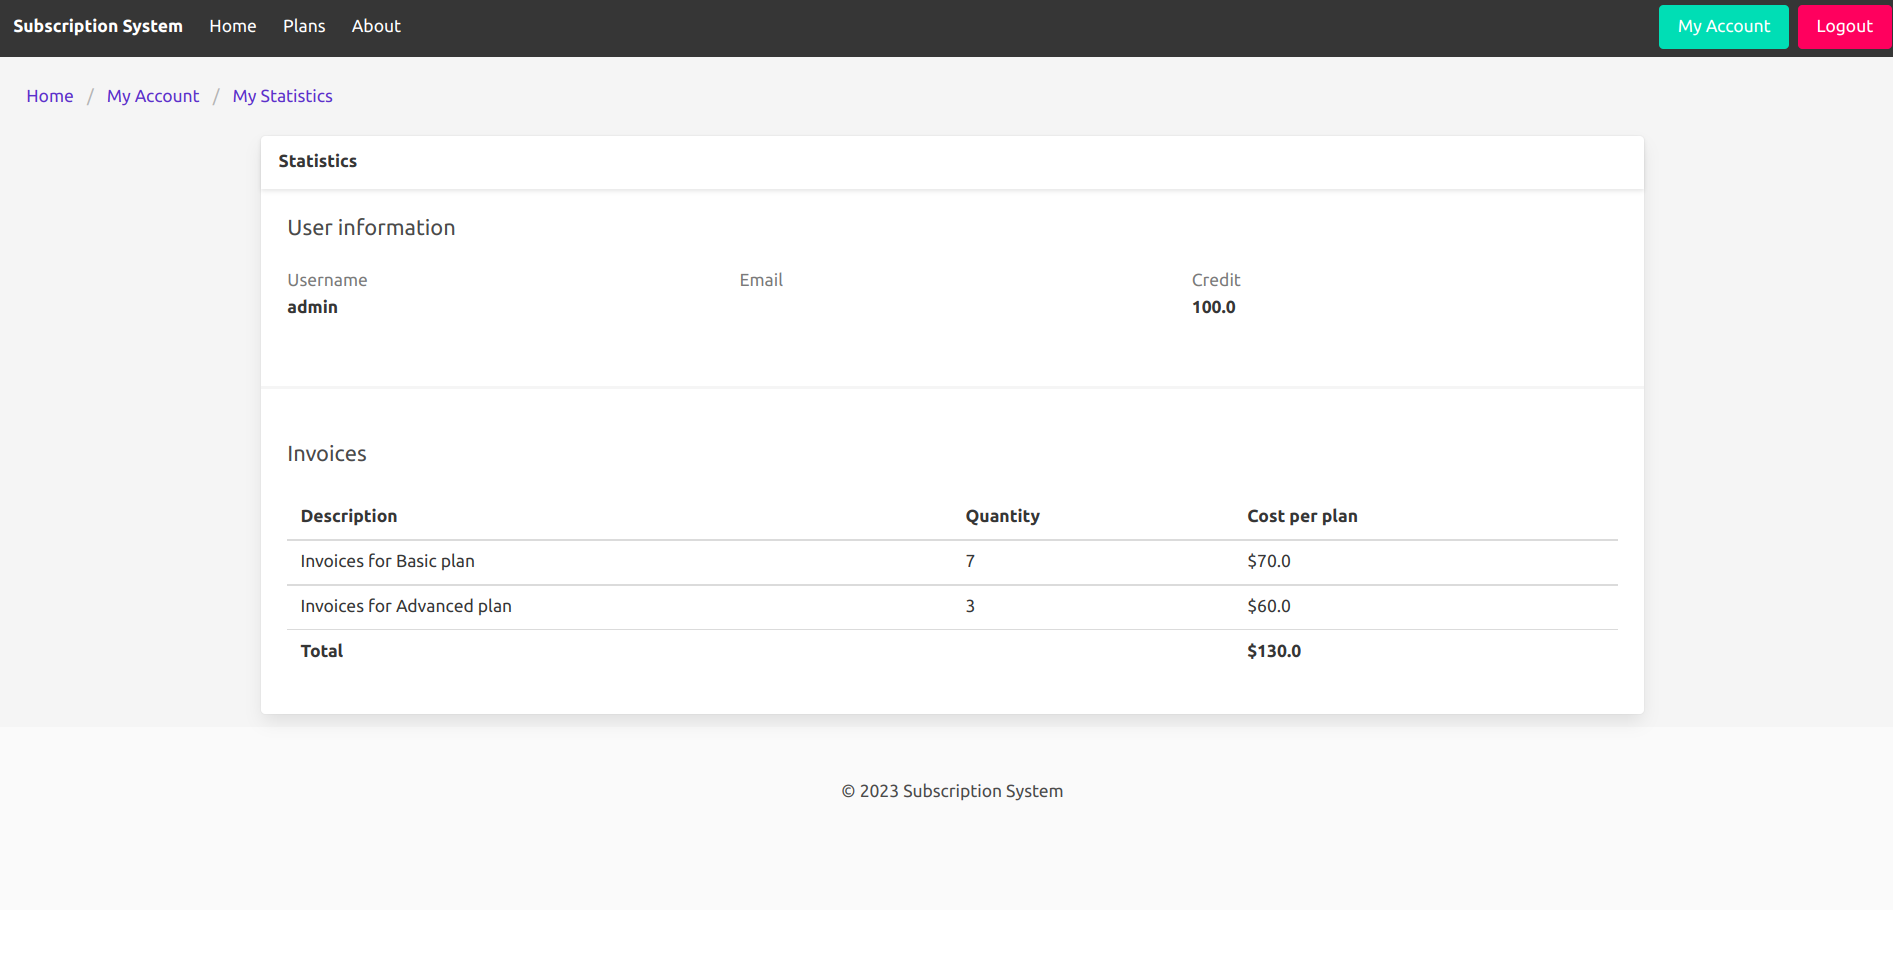 Subscription System Home Plans About My Account Logout
Home / My Account / My Statistics
Statistics
User information
Username Email Credit
admin 100.0
Invoices
Description Quantity Cost per plan
Invoices for Basic plan 7 $70.0
Invoices for Advanced plan 3 $60.0
Total $130.0
© 2023 Subscription System